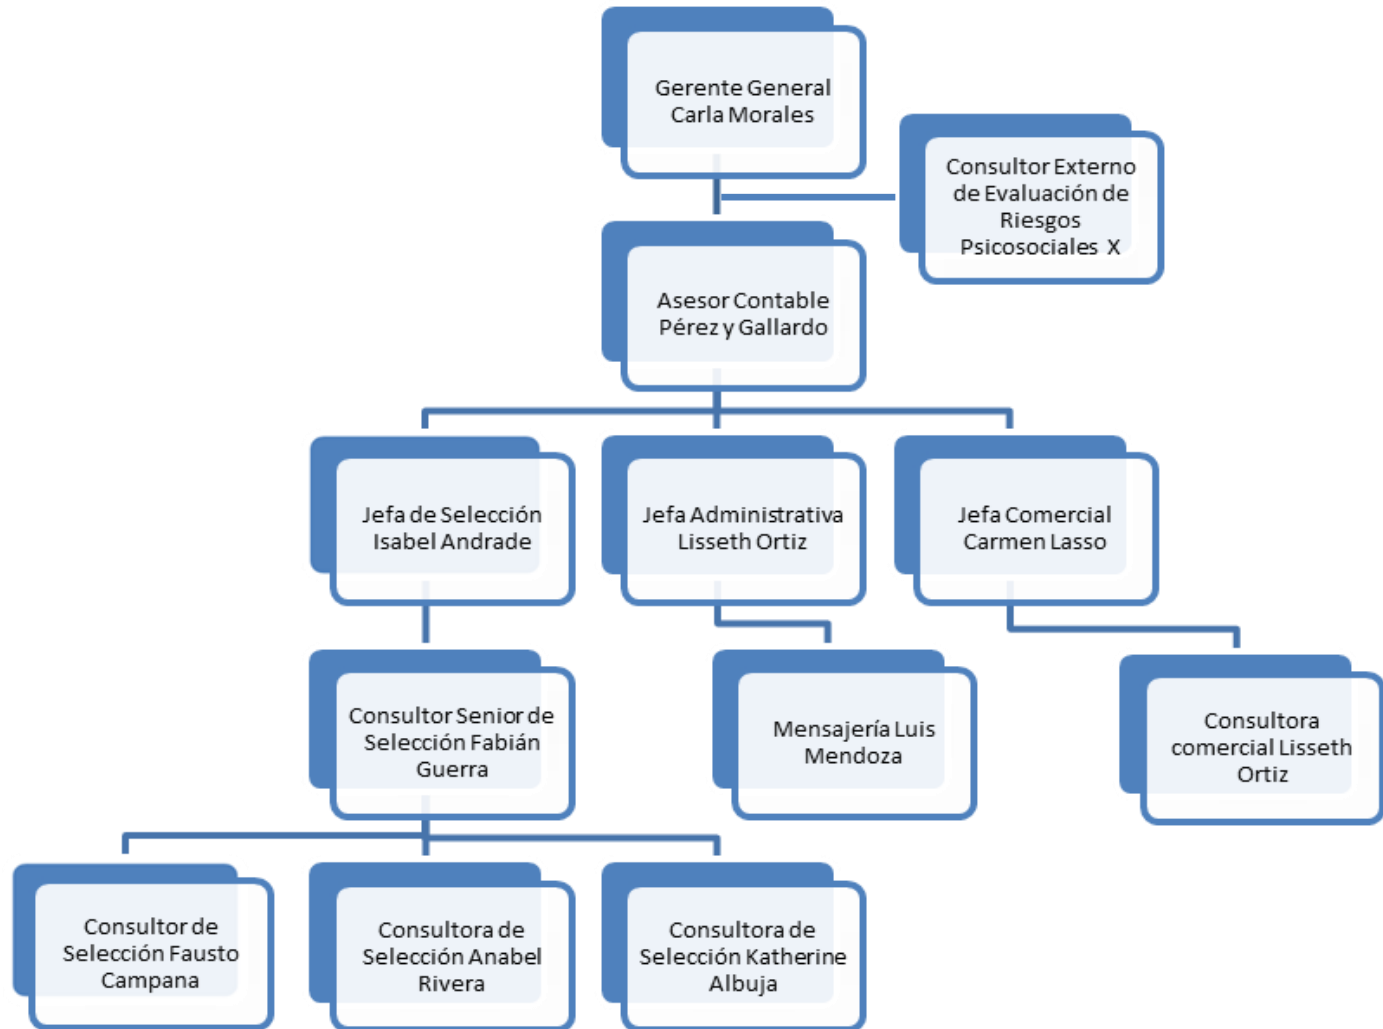 Gerente General
Carla Morales
Consultor Externo
de Evaluación de
Riesgos
Psicosociales X
Asesor Contable
Pérez y Gallardo
Jefa de Selección
Isabel Andrade
Jefa Administrativa
Lisseth Ortiz
Jefa Comercial
Carmen Lasso
Consultor Senior de
Selección Fabián
Guerra
Mensajería Luis
Mendoza
Consultora
comercial Lisseth
Ortiz
Consultor de
Selección Fausto
Campana
Consultora de
Selección Anabel
Rivera
Consultora de
Selección Katherine
Albuja